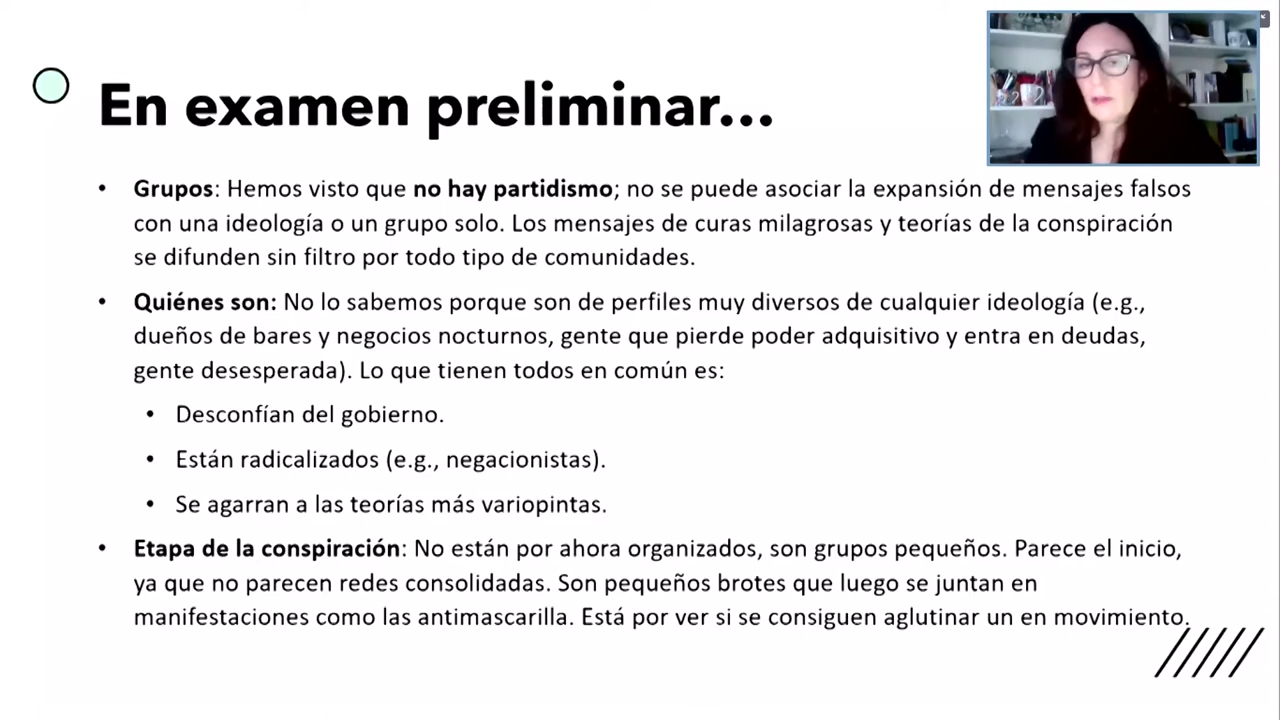 En examen preliminar...
• Grupos: Hemos visto que no hay partidismo; no se puede asociar la expansión de mensajes falsos
con una ideología o un grupo solo. Los mensajes de curas milagrosas y teorías de la conspiración
se difunden sin filtro por todo tipo de comunidades.
• Quiénes son: No lo sabemos porque son de perfiles muy diversos de cualquier ideología (e.g.,
dueños de bares y negocios nocturnos, gente que pierde poder adquisitivo y entra en deudas,
gente desesperada). Lo que tienen todos en común es:
• Desconfían del gobierno.
• Están radicalizados (e.g., negacionistas).
• Se agarran a las teorías más variopintas.
• Etapa de la conspiración: No están por ahora organizados, son grupos pequeños. Parece el inicio,
ya que no parecen redes consolidadas. Son pequeños brotes que luego se juntan en
manifestaciones como las antimascarilla. Está por ver si se consiguen aglutinar un en movimiento.